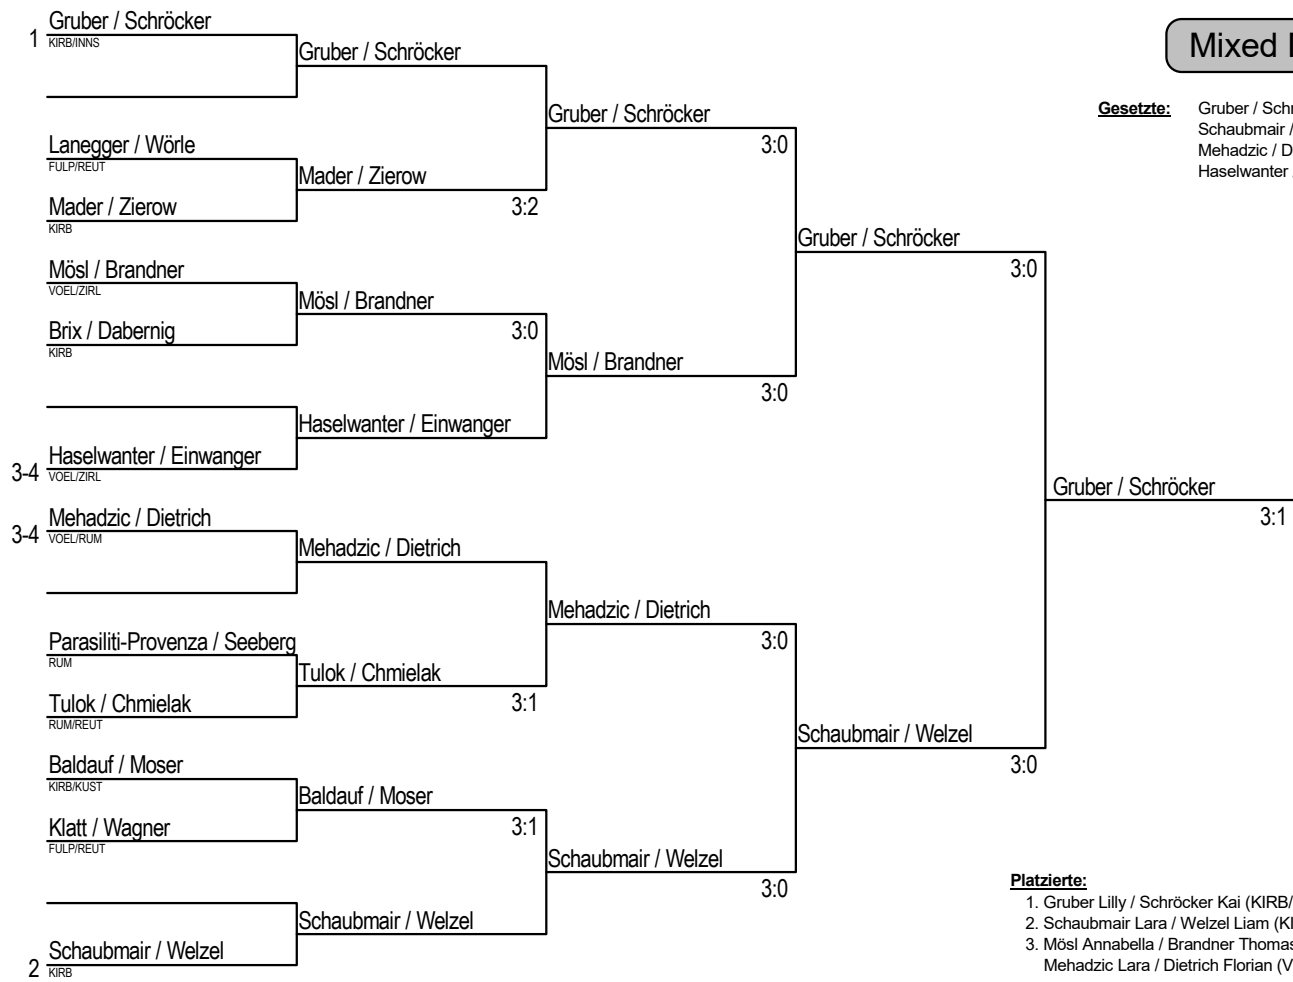 Gruber / Schröcker
1 KIRB/INNS
Gruber / Schröcker
Mixed
Gruber / Schröcker
3:0
Gesetzte: Gruber / Schr
Schaubmair /
Mehadzic / D
Haselwanter
Lanegger / Wörle
FULP/REUT
Mader / Zierow
3:2
Mader / Zierow
KIRB
Gruber / Schröcker
3:0
Mösl / Brandner
VOEL/ZIRL
Mösl / Brandner
3:0
Brix / Dabernig
KIRB
Mösl / Brandner
3:0
Haselwanter / Einwanger
Haselwanter / Einwanger
3-4 VOEL/ZIRL
Gruber / Schröcker
3:1
Mehadzic / Dietrich
3-4 VOEL/RUM
Mehadzic / Dietrich
Mehadzic / Dietrich
3:0
Parasiliti-Provenza / Seeberg
RUM
Tulok / Chmielak
3:1
Tulok / Chmielak
RUM/REUT
Schaubmair / Welzel
3:0
Baldauf / Moser
KIRB/KUST
Baldauf / Moser
3:1
Klatt / Wagner
FULP/REUT
Schaubmair / Welzel
3:0
Schaubmair / Welzel
Schaubmair / Welzel
2 KIRB
Platzierte:
1. Gruber Lilly / Schröcker Kai (KIRB/
2. Schaubmair Lara / Welzel Liam (KI
3. Mösl Annabella / Brandner Thomas
Mehadzic Lara / Dietrich Florian (V